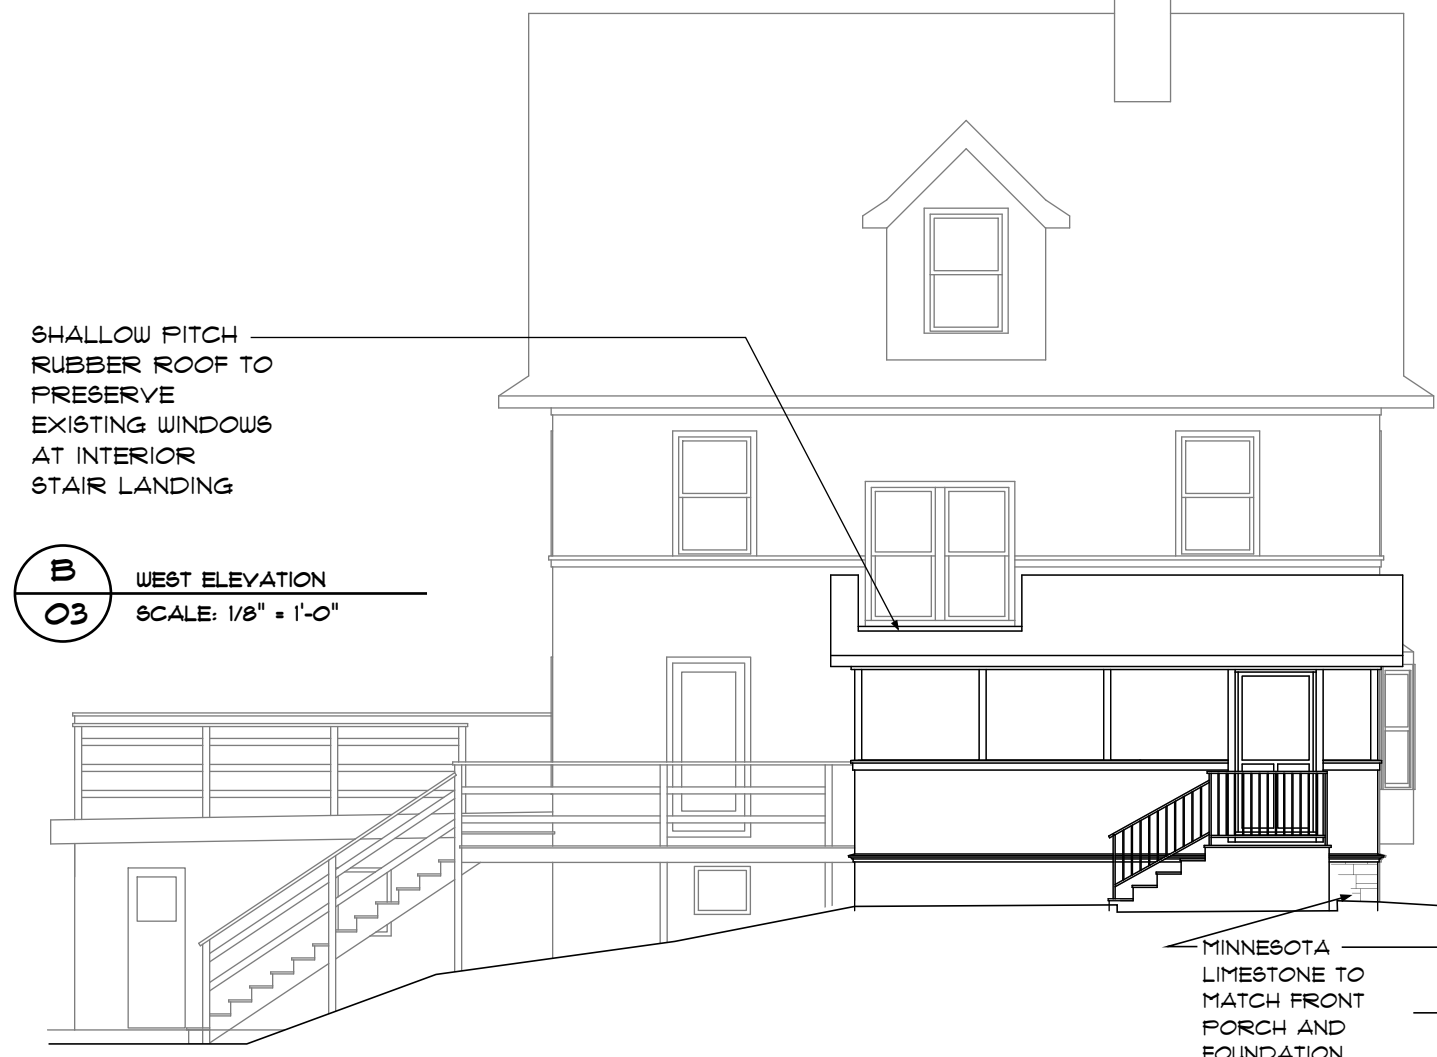 SHALLOW PITCH
RUBBER ROOF TO
PRESERVE
EXISTING WINDOWS
AT INTERIOR
STAIR LANDING
B
03
WEST ELEVATION
SCALE: 1/8" = 1'-0"
MINNESOTA
LIMESTONE TO
MATCH FRONT
PORCH AND
FOUNDATION